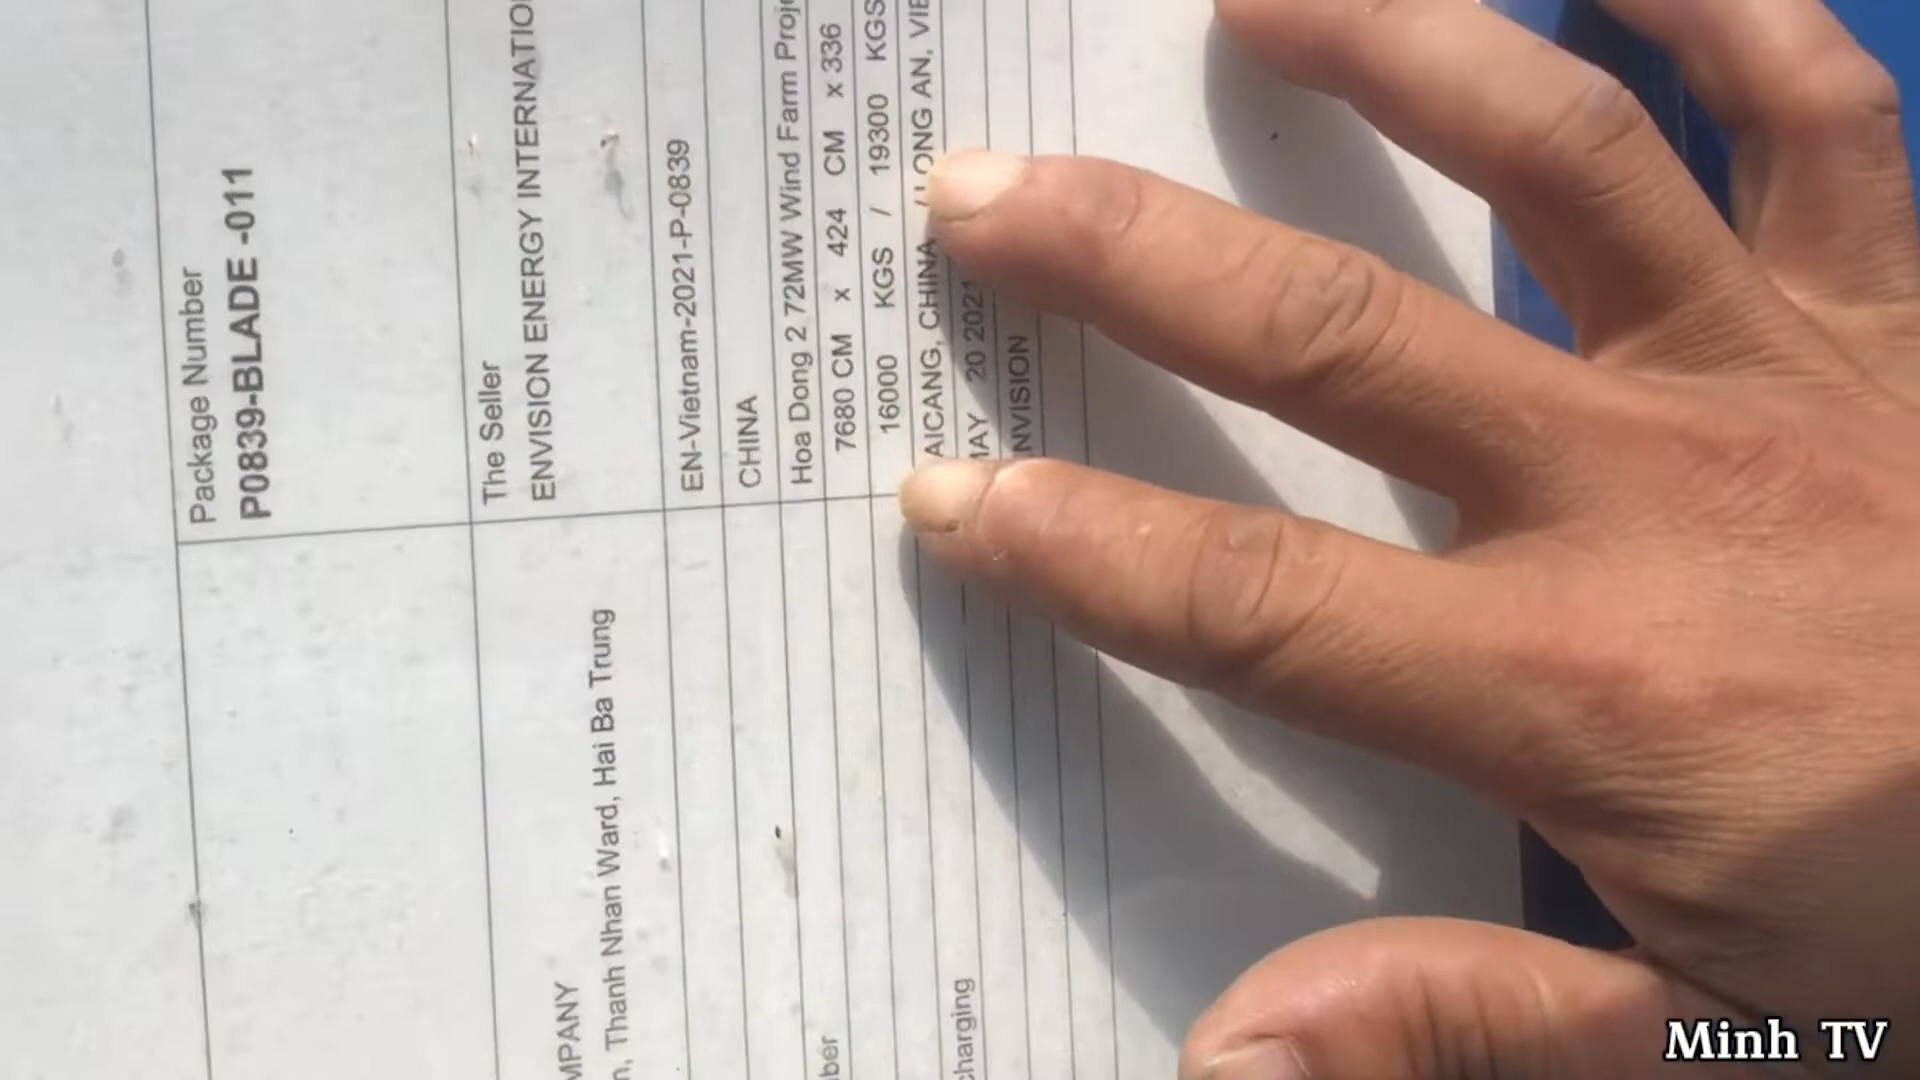 Package Number
P0839-BLADE -011
The Seller
ENVISION ENERGY INTERNATIO
MPANY
n, Thanh Nhan Ward, Hai Ba Trung
EN-Vietnam-2021-P-0839
CHINA
Hoa Dong 2 72MW Wind Farm Proj
7680 CM x 424 CM x 336
ber
16000 KGS / 19300 KGS
AICANG, CHINA / LONG AN, VIE
charging
MAY 20 2021
NVISION
Minh TV